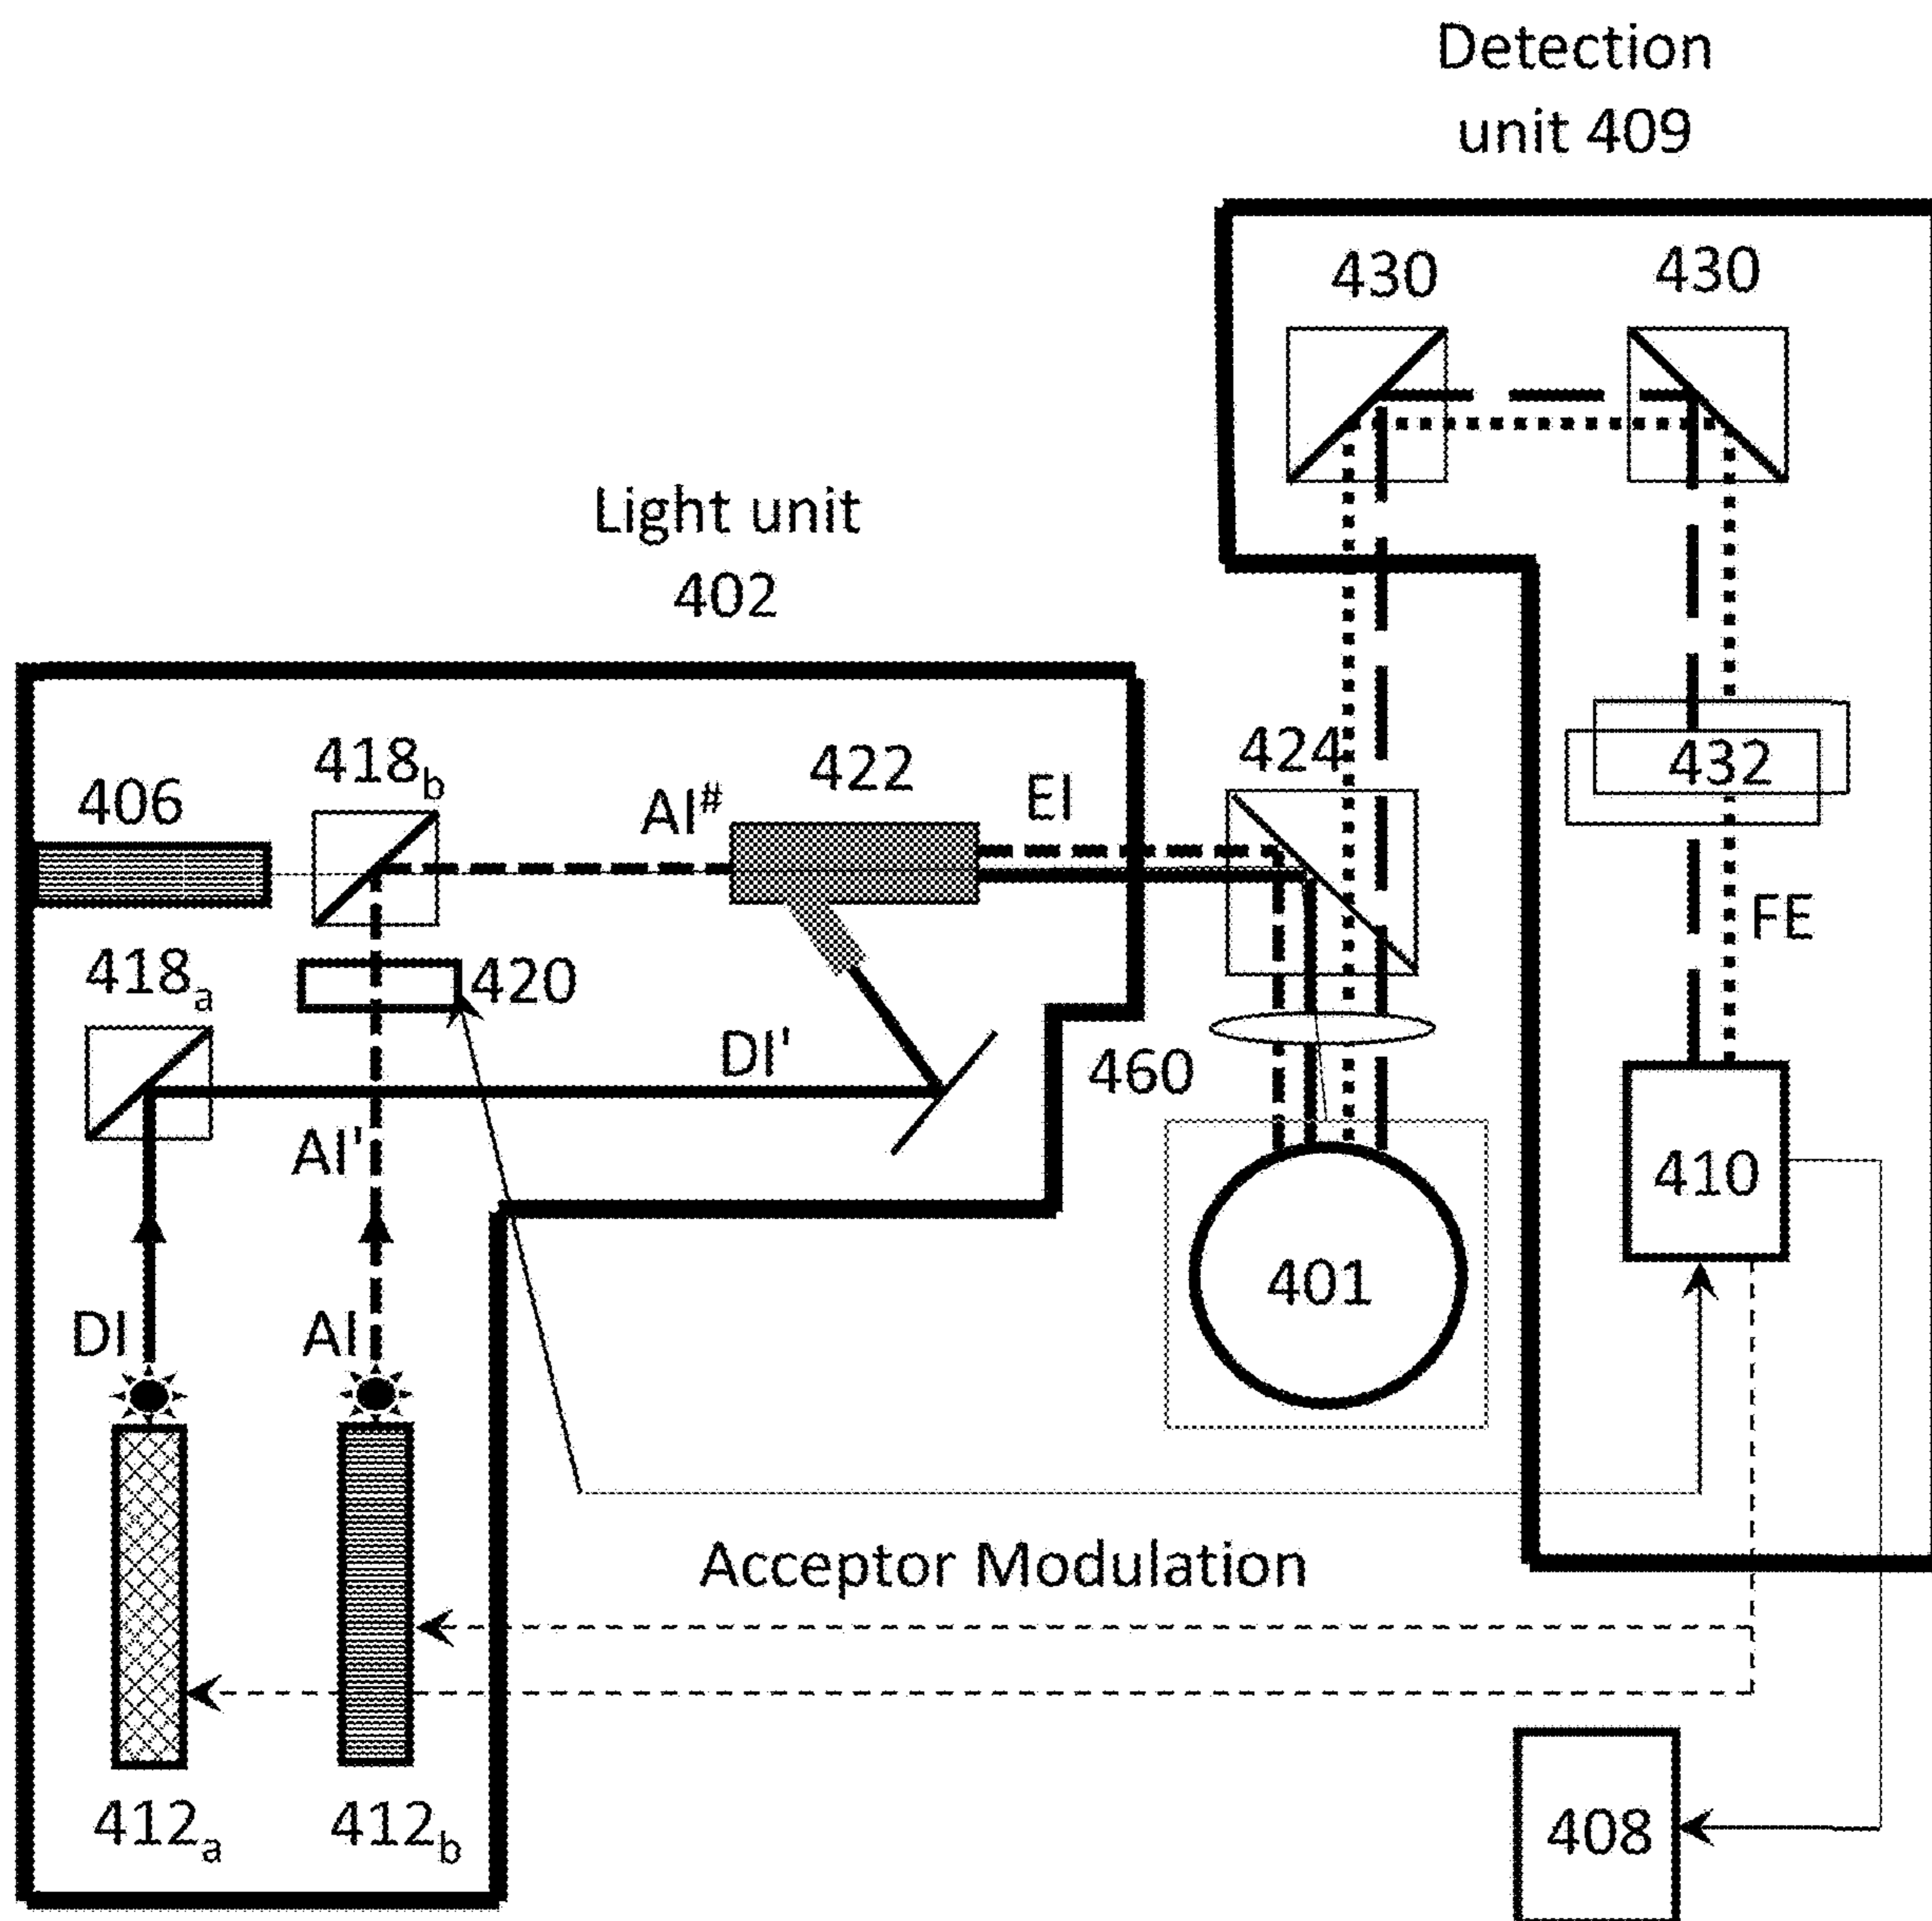 Detection
unit 409
430
430
Light unit
402
418b
422
424
432
406
AI#
EI
FE
418a
420
DI'
460
AI'
410
401
DI
AI
Acceptor Modulation
412a
412b
408